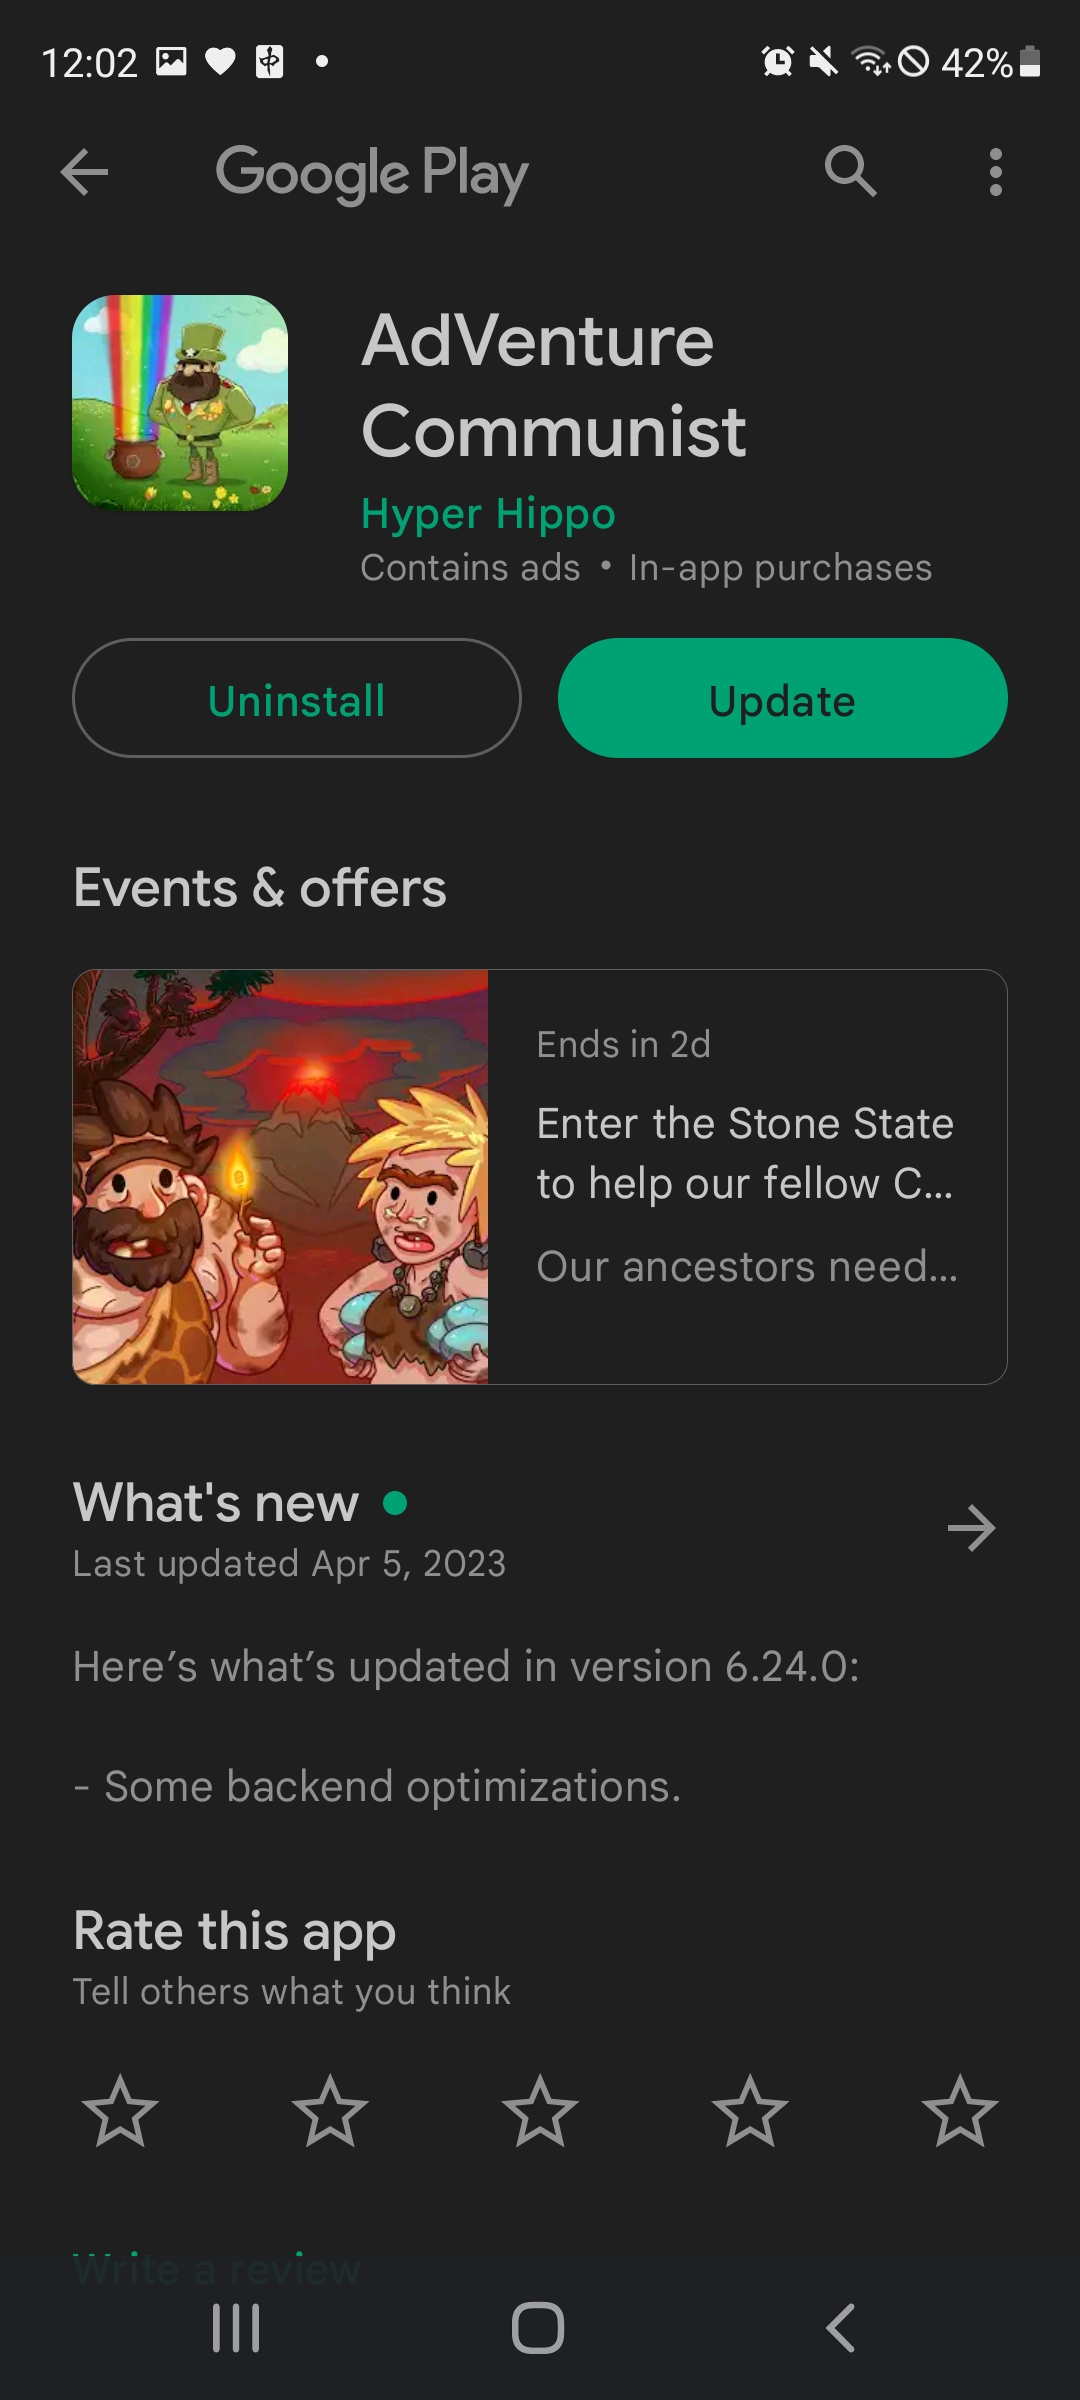 12:02
42%
Google Play
AdVenture
Communist
Hyper Hippo
Contains ads • In-app purchases
Uninstall
Update
Events & offers
Ends in 2d
Enter the Stone State
to help our fellow C...
Our ancestors need...
What's new
Last updated Apr 5, 2023
Here’s what’s updated in version 6.24.0:
- Some backend optimizations.
Rate this app
Tell others what you think
Write a review